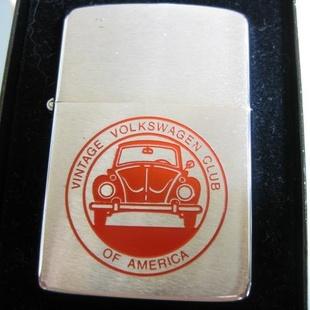 VINTAGE VOLKSWAGEN CLUB
OF AMERICA